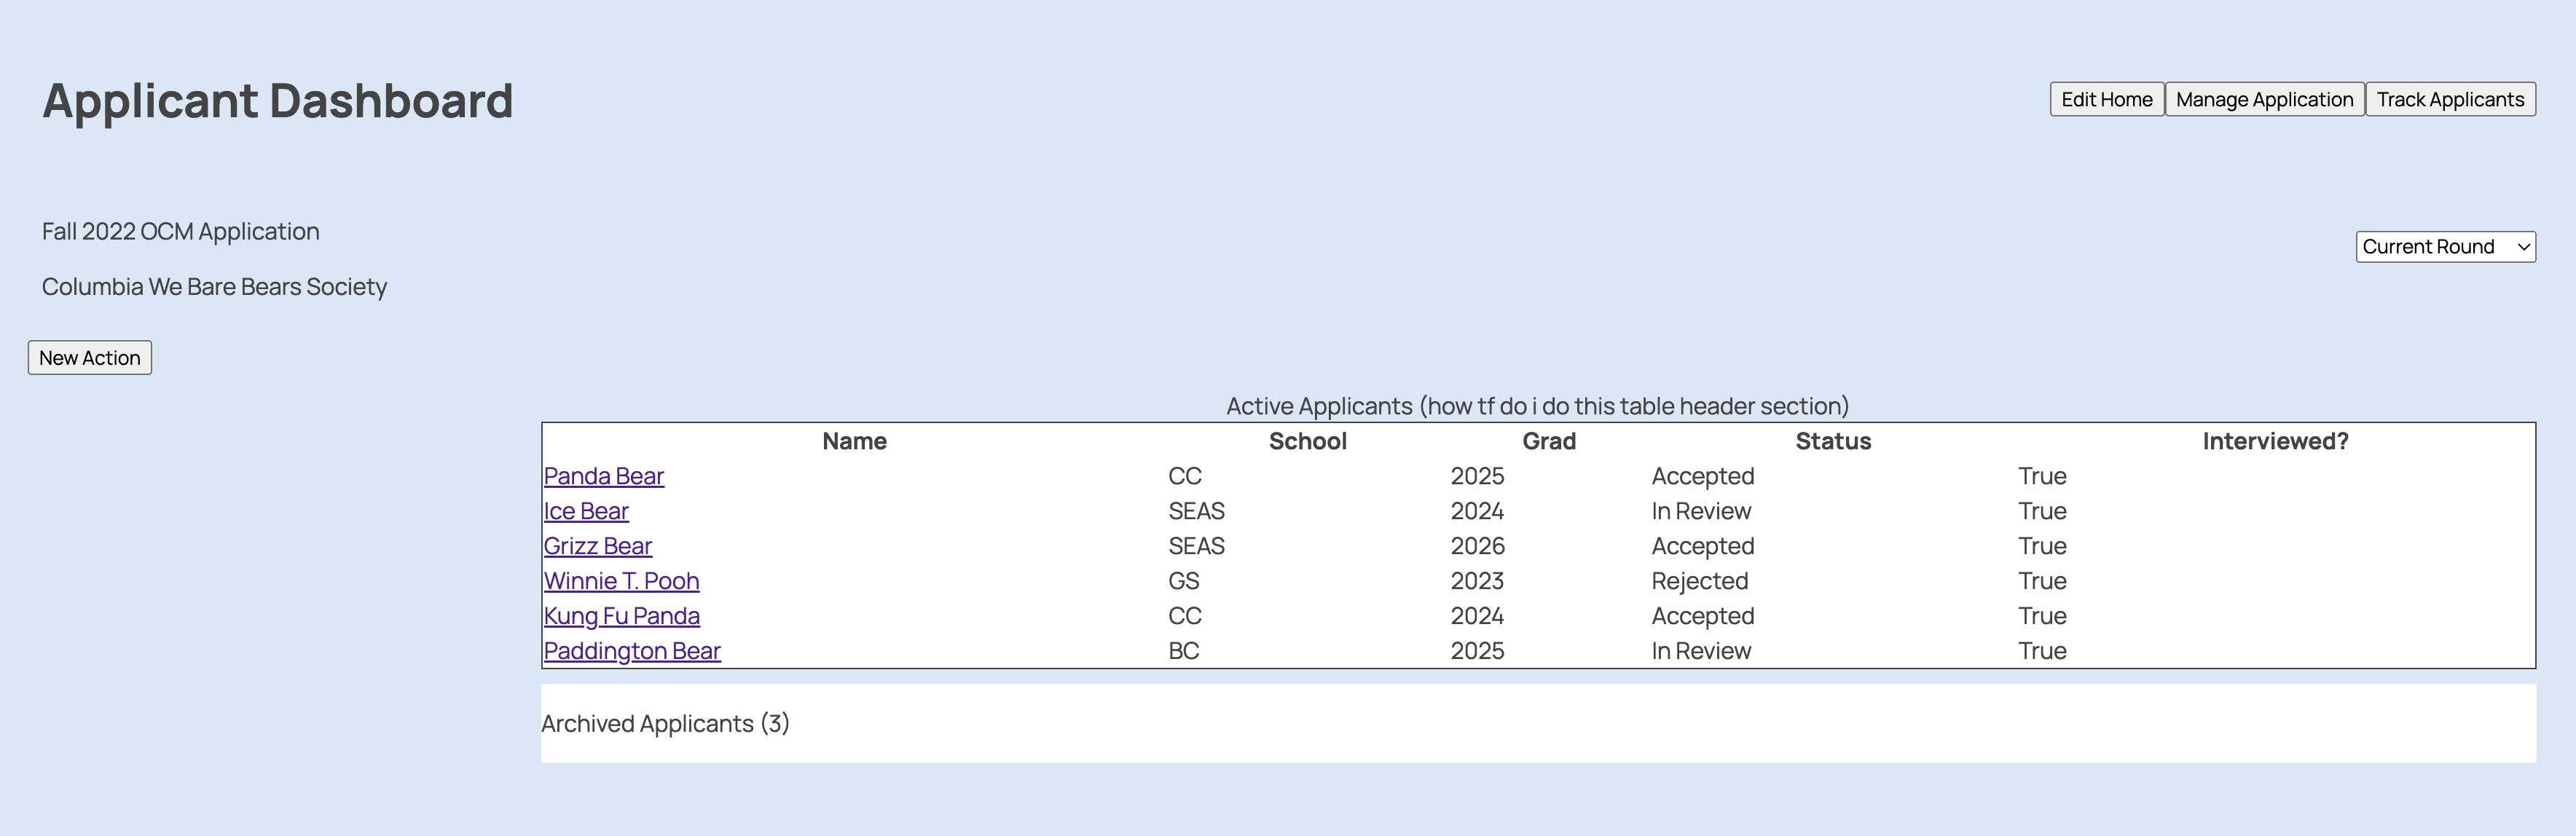 Applicant Dashboard
Edit Home Manage Application Track Applicants
Fall 2022 OCM Application
Current Round
Columbia We Bare Bears Society
New Action
Active Applicants (how tf do i do this table header section)
Name School Grad Status Interviewed?
Panda Bear CC 2025 Accepted True
Ice Bear SEAS 2024 In Review True
Grizz Bear SEAS 2026 Accepted True
Winnie T. Pooh GS 2023 Rejected True
Kung Fu Panda CC 2024 Accepted True
Paddington Bear BC 2025 In Review True
Archived Applicants (3)